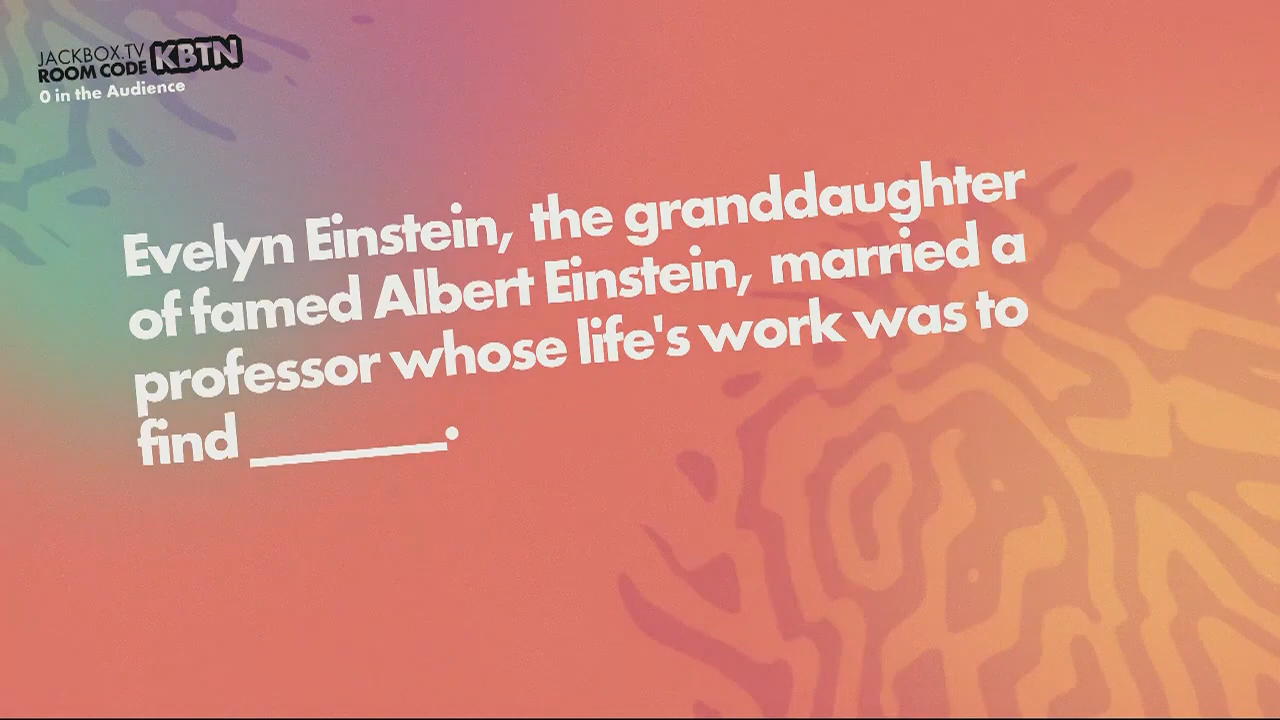 JACKBOX.TV
ROOM CODE KBTN
0 in the Audience
Evelyn Einstein, the granddaughter
of famed Albert Einstein, married a
professor whose life's work was to
find ________.